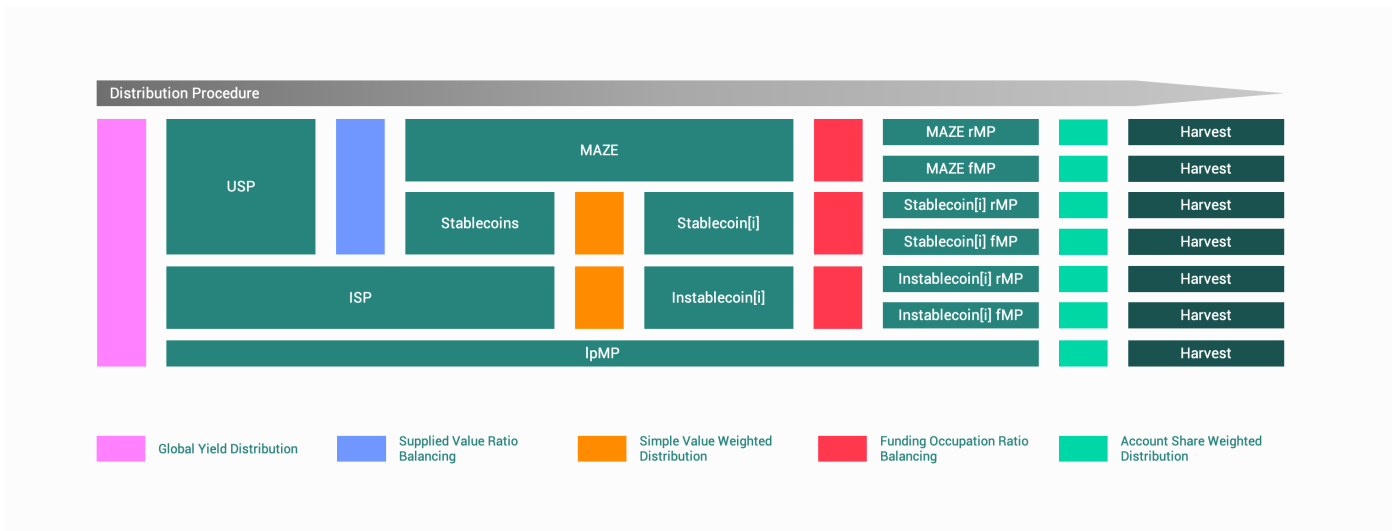 Distribution Procedure
USP
MAZE
MAZE rMP
Harvest
MAZE fMP
Harvest
Stablecoins
Stablecoin[i]
Stablecoin[i] rMP
Harvest
Stablecoin[i] fMP
Harvest
ISP
Instablecoin[i]
Instablecoin[i] rMP
Harvest
Instablecoin[i] fMP
Harvest
lpMP
Harvest
Global Yield Distribution
Supplied Value Ratio
Balancing
Simple Value Weighted
Distribution
Funding Occupation Ratio
Balancing
Account Share Weighted
Distribution